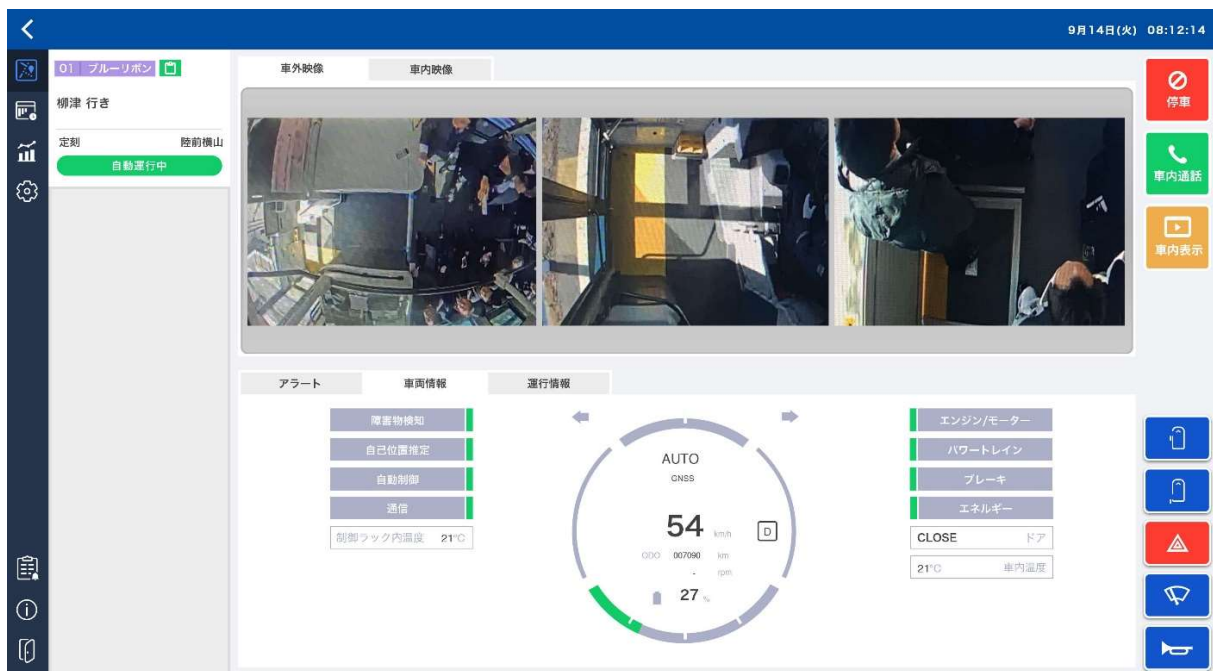 9月14日(火) 08:12:14
01 ブルーリボン
柳津 行き
定刻 陸前横山
自動運行中
車外映像 車内映像
停車
車内通話
車内表示
アラート 車両情報 運行情報
障害物検知
自己位置推定
自動制御
通信
制御ラック内温度 21℃
AUTO
GNSS
54 km/h D
ODO 007090 km
- rpm
27 %
エンジン/モーター
パワートレイン
ブレーキ
エネルギー
CLOSE ドア
21℃ 車内温度